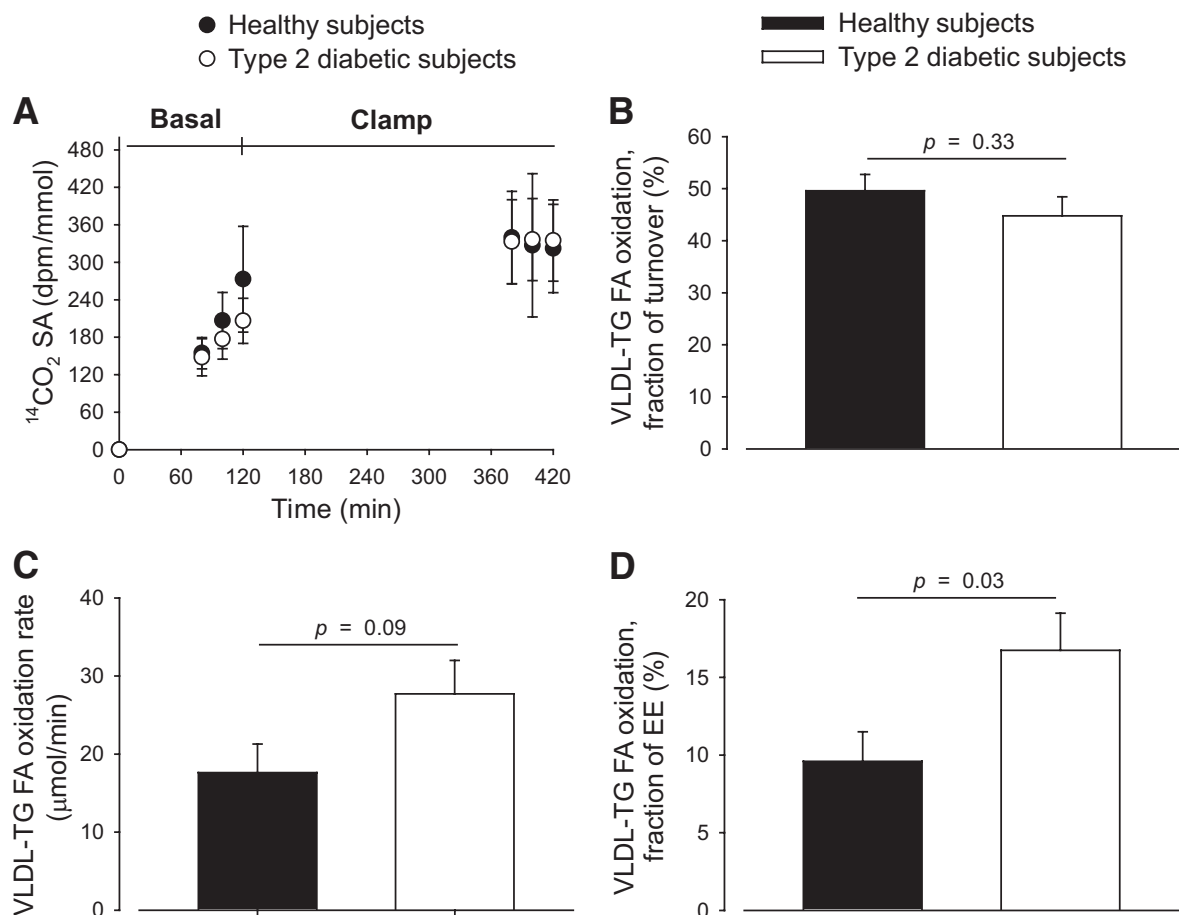 Healthy subjects
Type 2 diabetic subjects
Healthy subjects
Type 2 diabetic subjects
A
Basal
Clamp
480
420
360
300
240
180
120
60
0
¹⁴CO₂ SA (dpm/mmol)
0 60 120 180 240 300 360 420
Time (min)
B
p = 0.33
60
50
40
30
20
10
0
VLDL-TG FA oxidation,
fraction of turnover (%)
C
p = 0.09
40
30
20
10
0
VLDL-TG FA oxidation rate
(μmol/min)
D
p = 0.03
20
15
10
5
0
VLDL-TG FA oxidation,
fraction of EE (%)